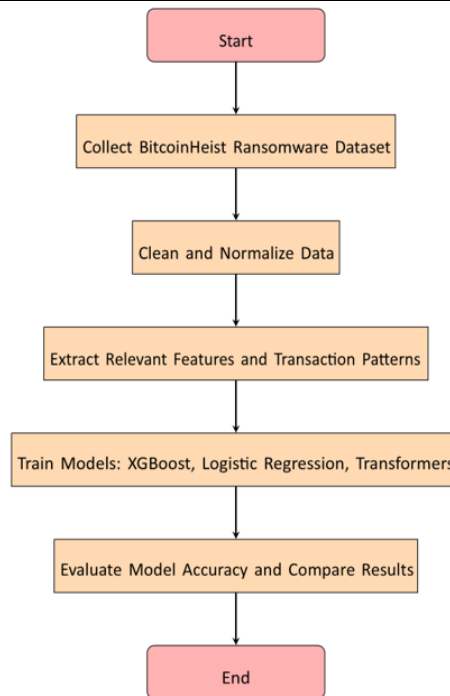 Start
Collect BitcoinHeist Ransomware Dataset
Clean and Normalize Data
Extract Relevant Features and Transaction Patterns
Train Models: XGBoost, Logistic Regression, Transformers
Evaluate Model Accuracy and Compare Results
End